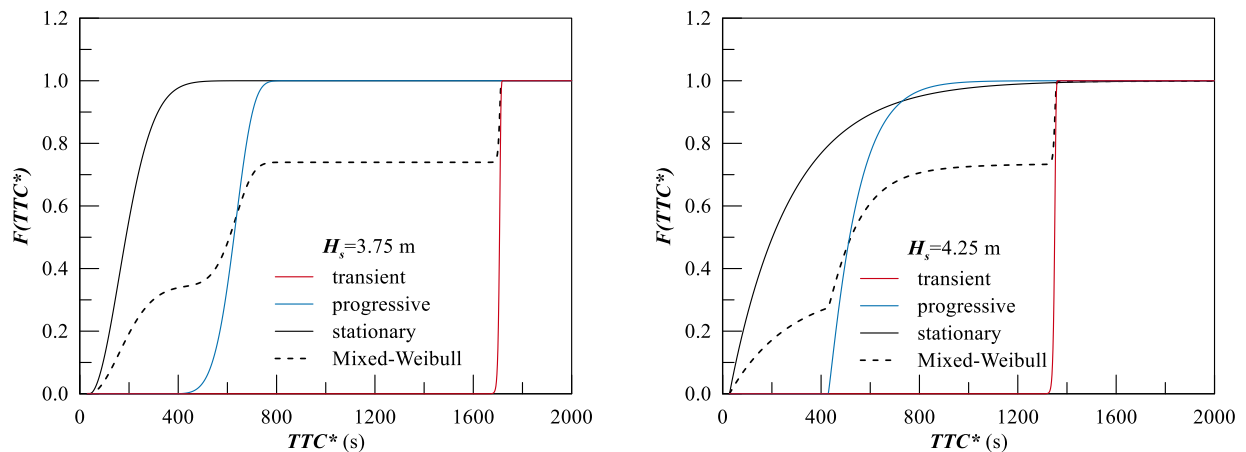 1.2
1.0
0.8
0.6
0.4
0.2
0.0
F(TTC*)
Hs=3.75 m
transient
progressive
stationary
Mixed-Weibull
0 400 800 1200 1600 2000
TTC* (s)
1.2
1.0
0.8
0.6
0.4
0.2
0.0
F(TTC*)
Hs=4.25 m
transient
progressive
stationary
Mixed-Weibull
0 400 800 1200 1600 2000
TTC* (s)